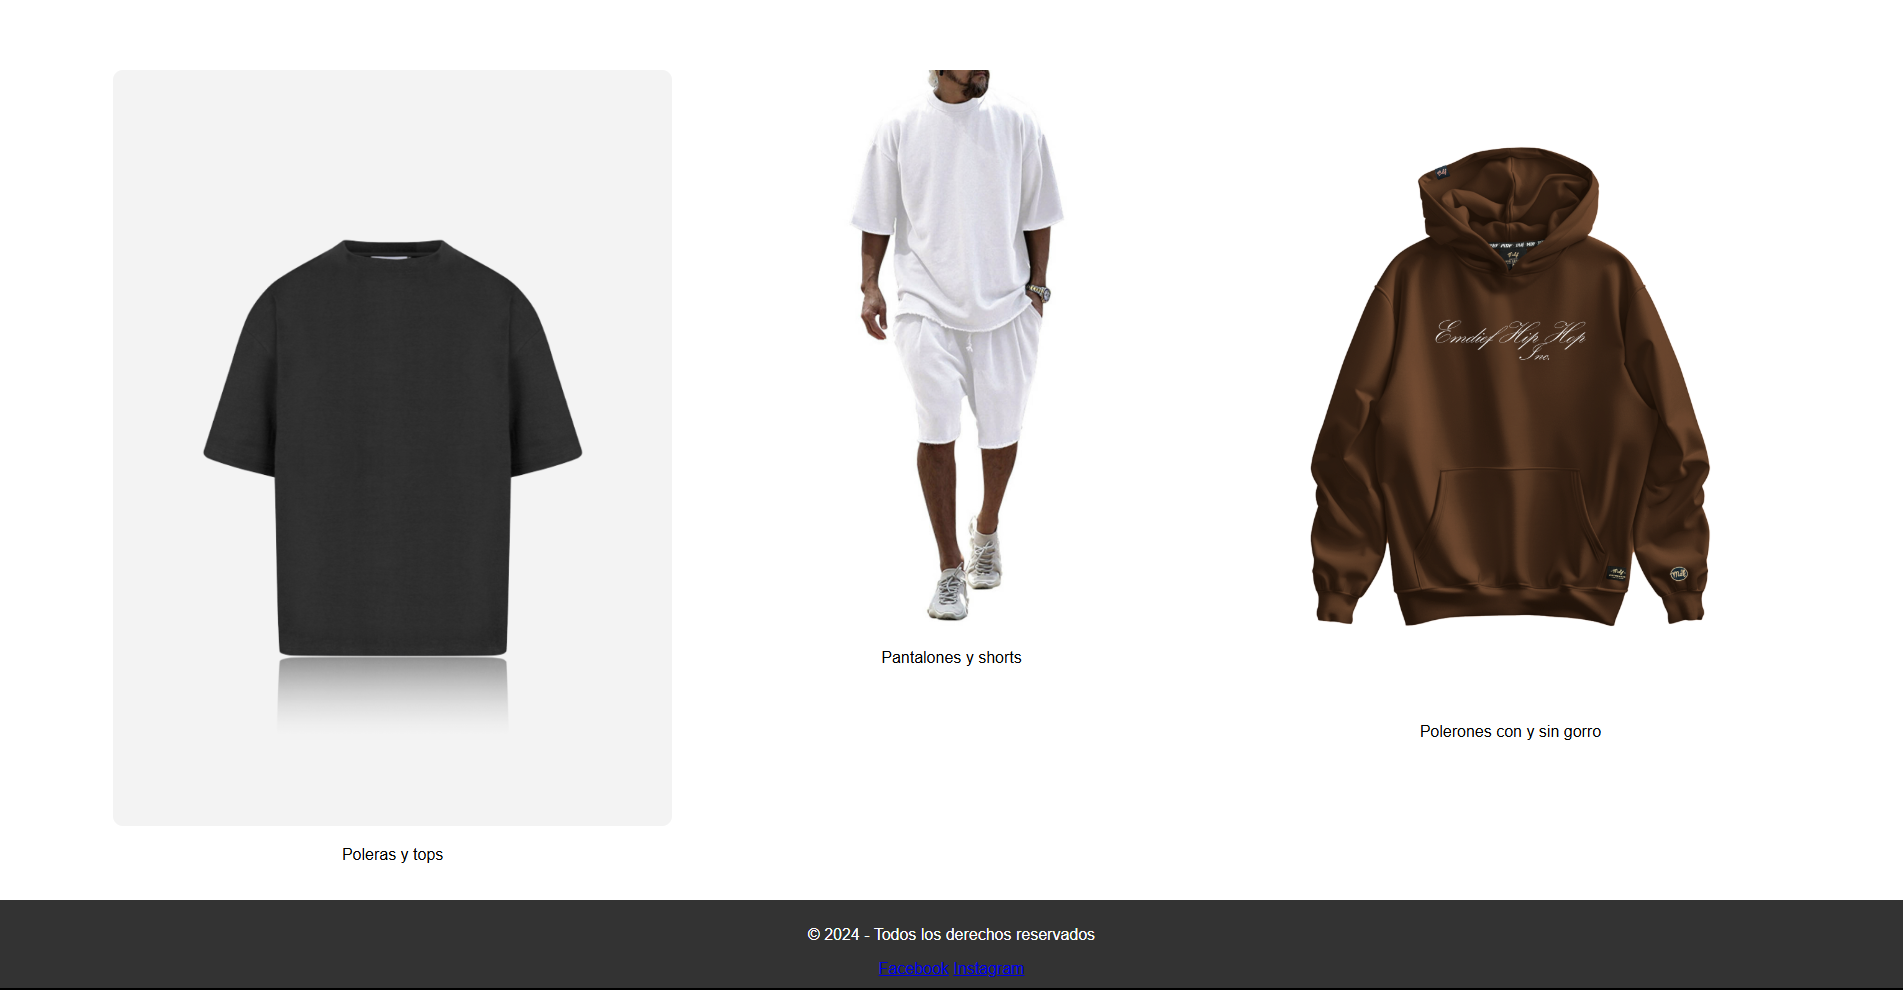 Emdief Hip Hop
Inc.
Pantalones y shorts
Polerones con y sin gorro
Poleras y tops
© 2024 - Todos los derechos reservados
Facebook Instagram